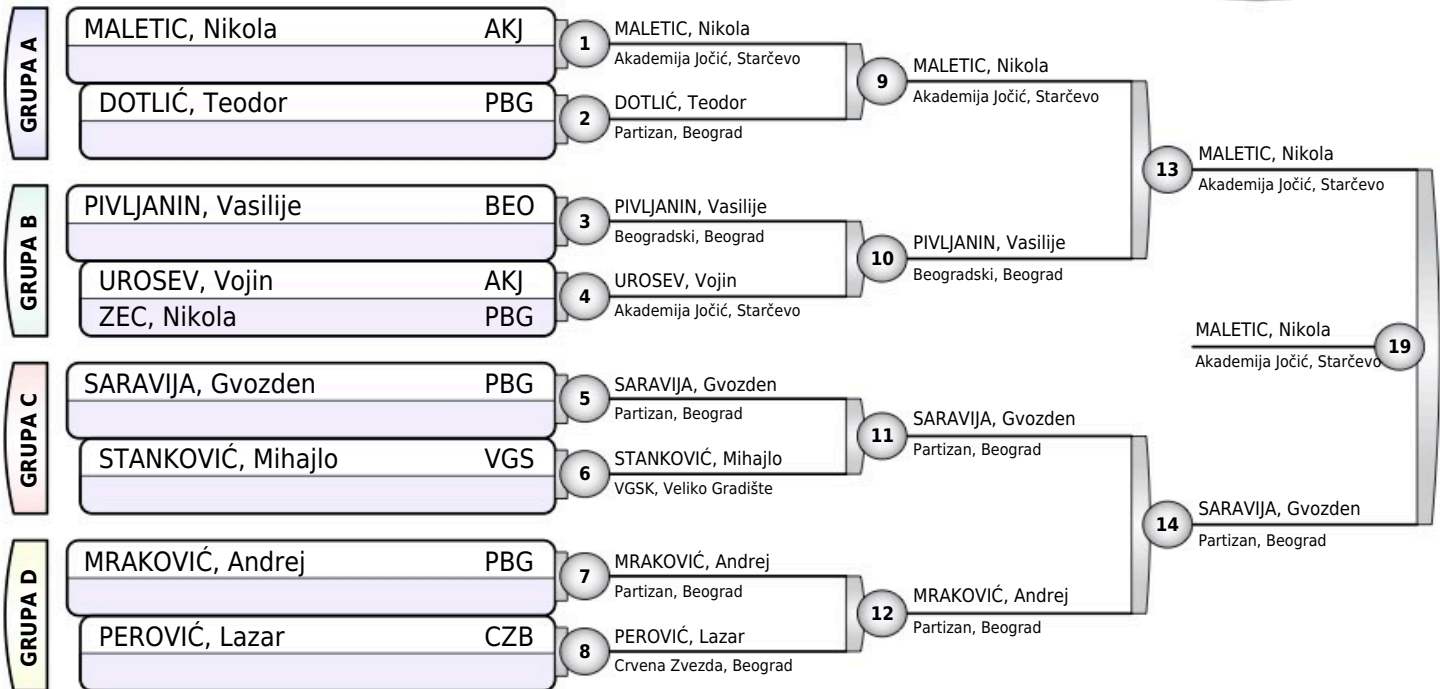 GRUPA A
MALETIC, Nikola AKJ
DOTLIĆ, Teodor PBG
GRUPA B
PIVLJANIN, Vasilije BEO
UROSEV, Vojin AKJ
ZEC, Nikola PBG
GRUPA C
SARAVIJA, Gvozden PBG
STANKOVIĆ, Mihajlo VGS
GRUPA D
MRAKOVIĆ, Andrej PBG
PEROVIĆ, Lazar CZB
1
MALETIC, Nikola
Akademija Jočić, Starčevo
2
DOTLIĆ, Teodor
Partizan, Beograd
3
PIVLJANIN, Vasilije
Beogradski, Beograd
4
UROSEV, Vojin
Akademija Jočić, Starčevo
5
SARAVIJA, Gvozden
Partizan, Beograd
6
STANKOVIĆ, Mihajlo
VGSK, Veliko Gradište
7
MRAKOVIĆ, Andrej
Partizan, Beograd
8
PEROVIĆ, Lazar
Crvena Zvezda, Beograd
9
MALETIC, Nikola
Akademija Jočić, Starčevo
10
PIVLJANIN, Vasilije
Beogradski, Beograd
11
SARAVIJA, Gvozden
Partizan, Beograd
12
MRAKOVIĆ, Andrej
Partizan, Beograd
13
MALETIC, Nikola
Akademija Jočić, Starčevo
14
SARAVIJA, Gvozden
Partizan, Beograd
MALETIC, Nikola
Akademija Jočić, Starčevo
19